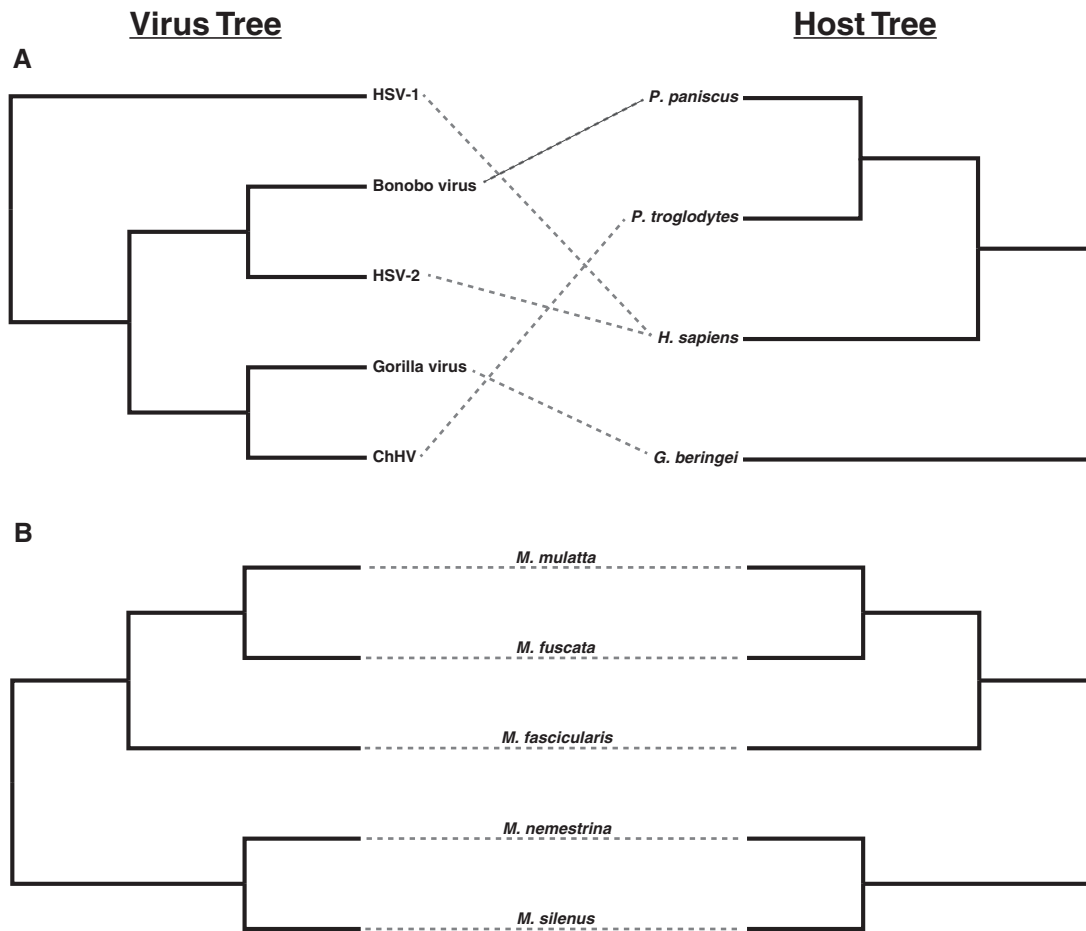 Virus Tree
Host Tree
A
HSV-1
Bonobo virus
HSV-2
Gorilla virus
ChHV
P. paniscus
P. troglodytes
H. sapiens
G. beringei
B
M. mulatta
M. fuscata
M. fascicularis
M. nemestrina
M. silenus